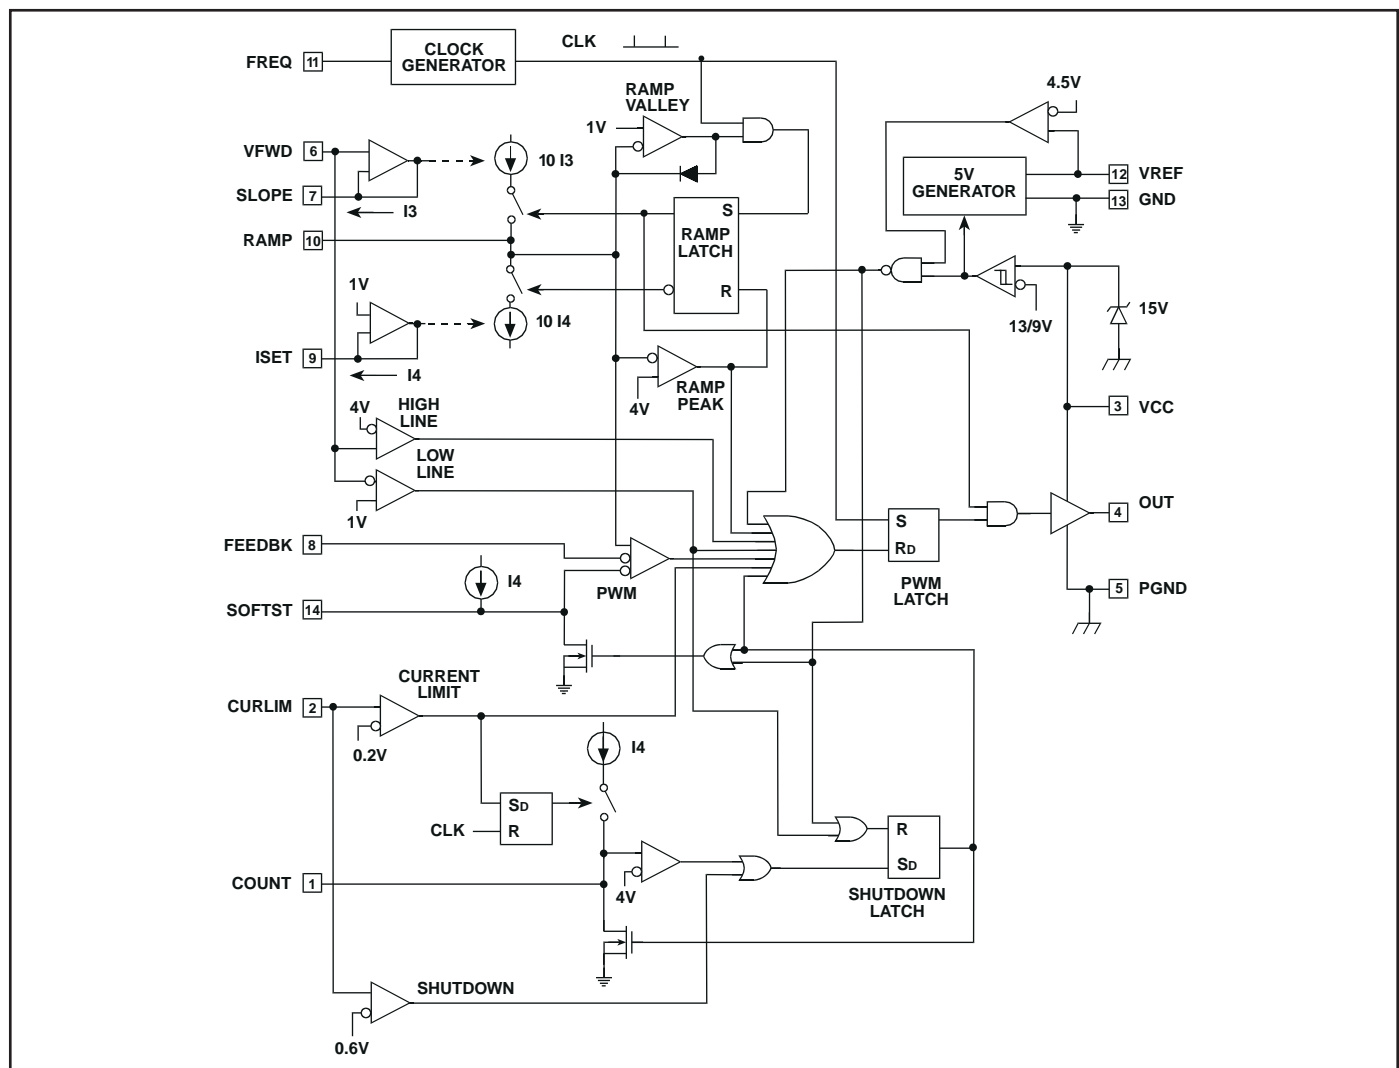 CLK
FREQ 11
CLOCK
GENERATOR
4.5V
RAMP
VALLEY
1V
VFWD 6
10 I3
5V
GENERATOR
12 VREF
SLOPE 7
I3
S
13 GND
RAMP 10
RAMP
LATCH
1V
R
15V
10 I4
13/9V
ISET 9
I4
RAMP
PEAK
4V
4V
HIGH
LINE
3 VCC
LOW
LINE
1V
4 OUT
S
RD
FEEDBK 8
I4
PWM
PWM
LATCH
5 PGND
SOFTST 14
CURRENT
LIMIT
CURLIM 2
0.2V
I4
SD
R
CLK
R
SD
COUNT 1
4V
SHUTDOWN
LATCH
SHUTDOWN
0.6V